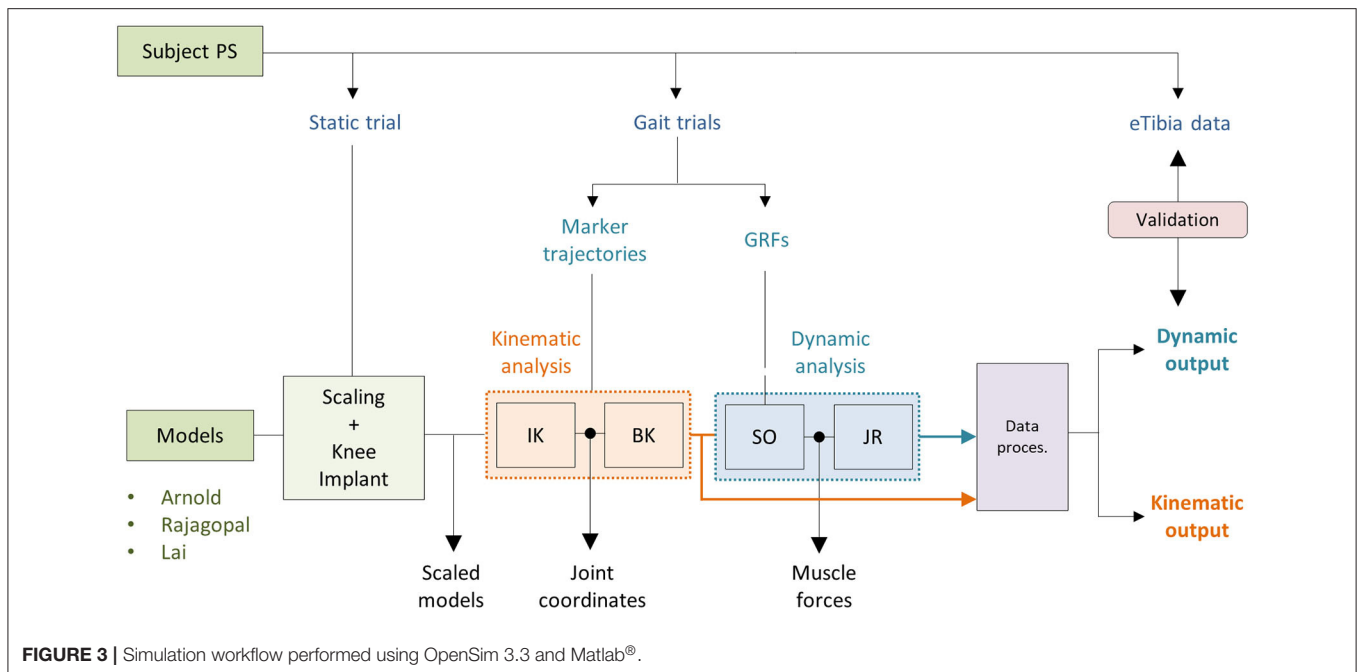 Subject PS
Static trial
Gait trials
eTibia data
Marker
trajectories
GRFs
Validation
Kinematic
analysis
Dynamic
analysis
Dynamic
output
Models
Scaling
+
Knee
Implant
IK
BK
SO
JR
Data
proces.
• Arnold
• Rajagopal
• Lai
Kinematic
output
Scaled
models
Joint
coordinates
Muscle
forces
FIGURE 3 | Simulation workflow performed using OpenSim 3.3 and Matlab®.